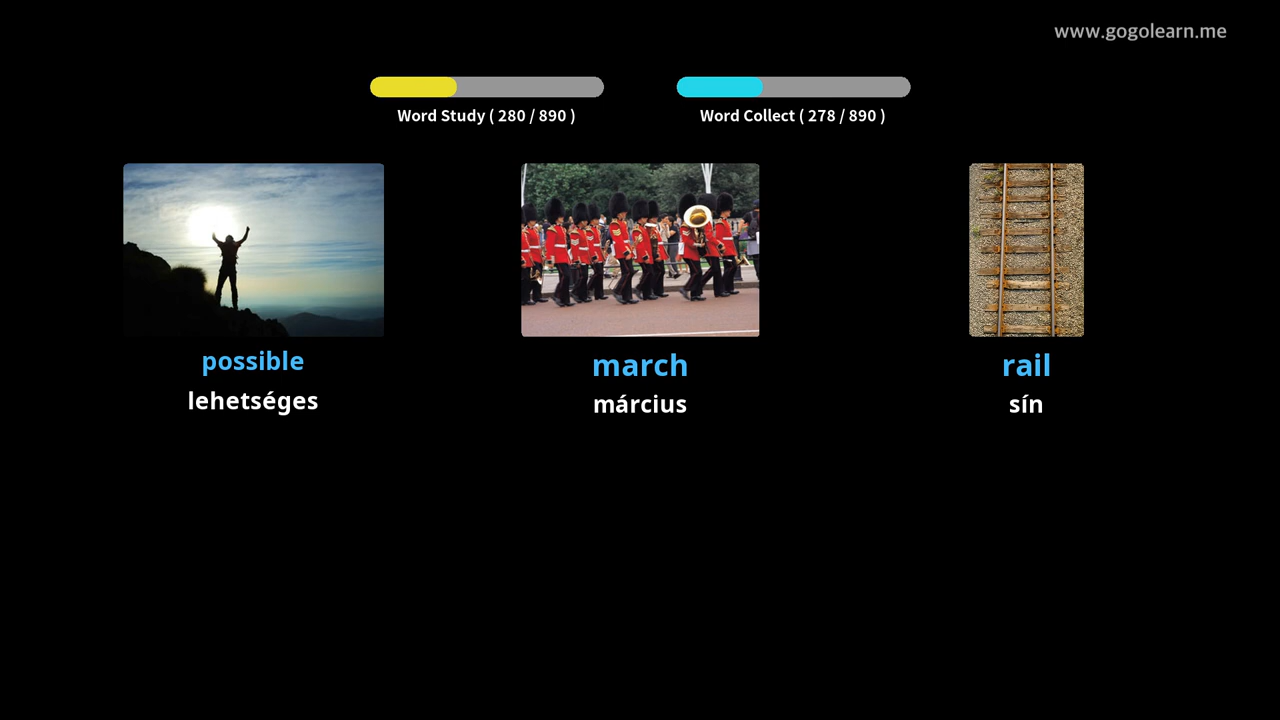 www.gogolearn.me
Word Study ( 280 / 890 )
Word Collect ( 278 / 890 )
possible
lehetséges
march
március
rail
sín